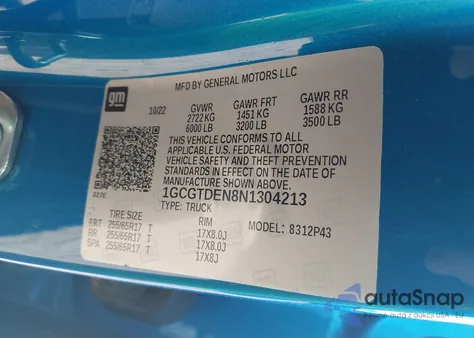 gm
MFD BY GENERAL MOTORS LLC
10/22
GVWR GAWR FRT GAWR RR
2722 KG 1451 KG 1588 KG
6000 LB 3200 LB 3500 LB
THIS VEHICLE CONFORMS TO ALL
APPLICABLE U.S. FEDERAL MOTOR
VEHICLE SAFETY AND THEFT PREVENTION
STANDARDS IN EFFECT ON THE DATE OF
MANUFACTURE SHOWN ABOVE.
1GCGTDEN8N1304213
TYPE: TRUCK
TIRE SIZE RIM MODEL: 8312P43
FRT 255/65R17 T 17X8.0J
RR 255/65R17 T 17X8.0J
SPA 255/65R17 T 17X8J
autaSnap